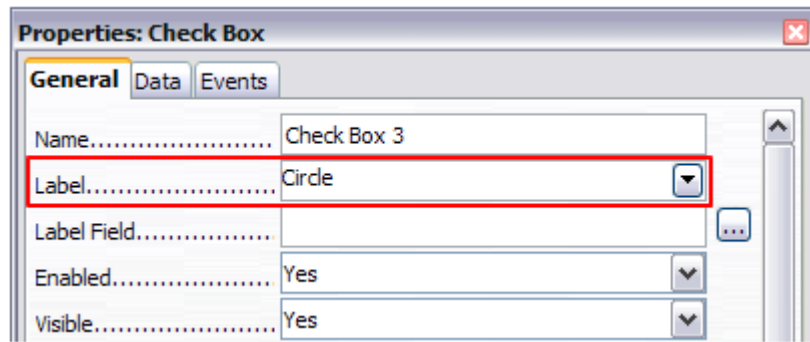 Properties: Check Box
General Data Events
Name....................... Check Box 3
Label........................ Circle
Label Field.................
Enabled.................... Yes
Visible....................... Yes
...